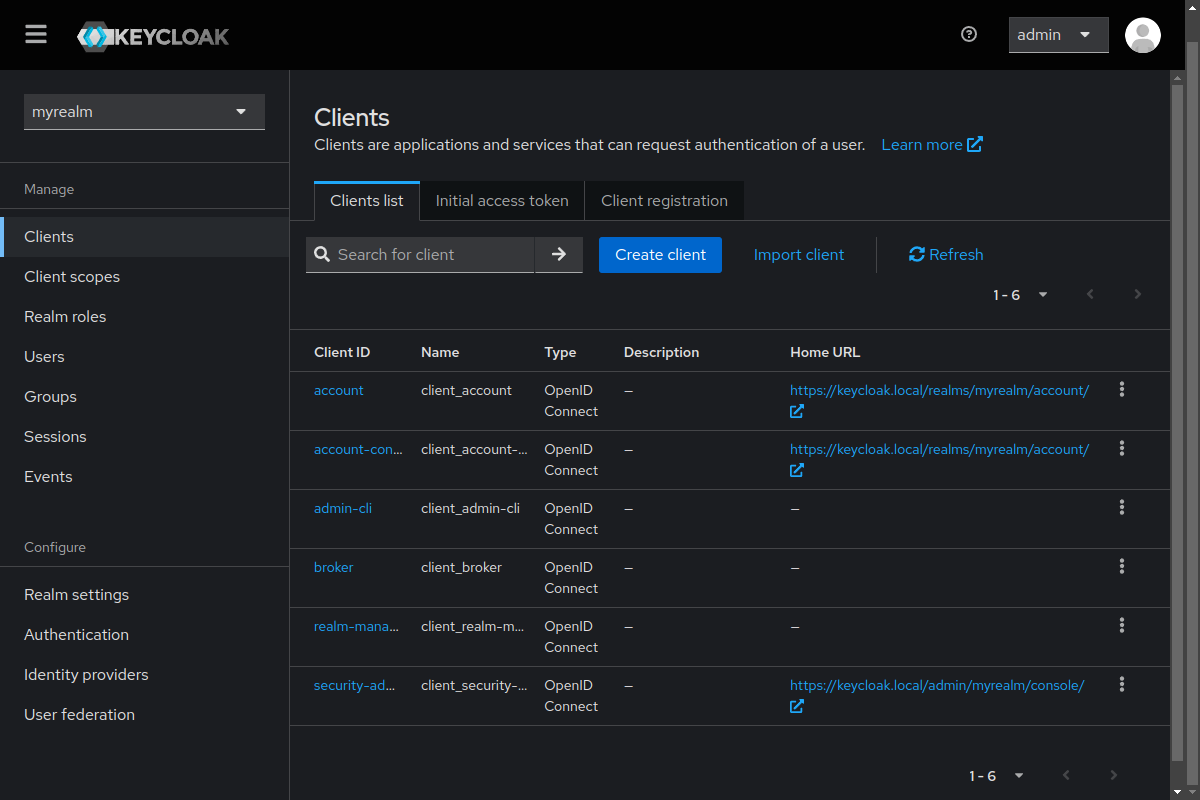 KEYCLOAK
admin
myrealm
Manage
Clients
Client scopes
Realm roles
Users
Groups
Sessions
Events
Configure
Realm settings
Authentication
Identity providers
User federation
Clients
Clients are applications and services that can request authentication of a user. Learn more
Clients list Initial access token Client registration
Search for client Create client Import client Refresh
1 - 6
Client ID Name Type Description Home URL
account client_account OpenID Connect – https://keycloak.local/realms/myrealm/account/
account-con... client_account-... OpenID Connect – https://keycloak.local/realms/myrealm/account/
admin-cli client_admin-cli OpenID Connect – –
broker client_broker OpenID Connect – –
realm-mana... client_realm-m... OpenID Connect – –
security-ad... client_security-... OpenID Connect – https://keycloak.local/admin/myrealm/console/
1 - 6